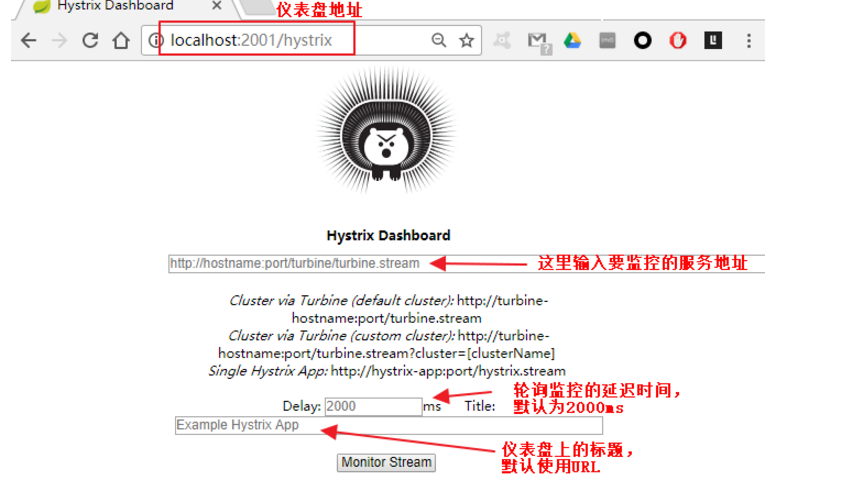 Hystrix Dashboard
仪表盘地址
localhost:2001/hystrix
Hystrix Dashboard
http://hostname:port/turbine/turbine.stream
这里输入要监控的服务地址
Cluster via Turbine (default cluster): http://turbine-
hostname:port/turbine.stream
Cluster via Turbine (custom cluster): http://turbine-
hostname:port/turbine.stream?cluster=[clusterName]
Single Hystrix App: http://hystrix-app:port/hystrix.stream
Delay: 2000 ms Title:
轮询监控的延迟时间，
默认为2000ms
Example Hystrix App
仪表盘上的标题，
默认使用URL
Monitor Stream